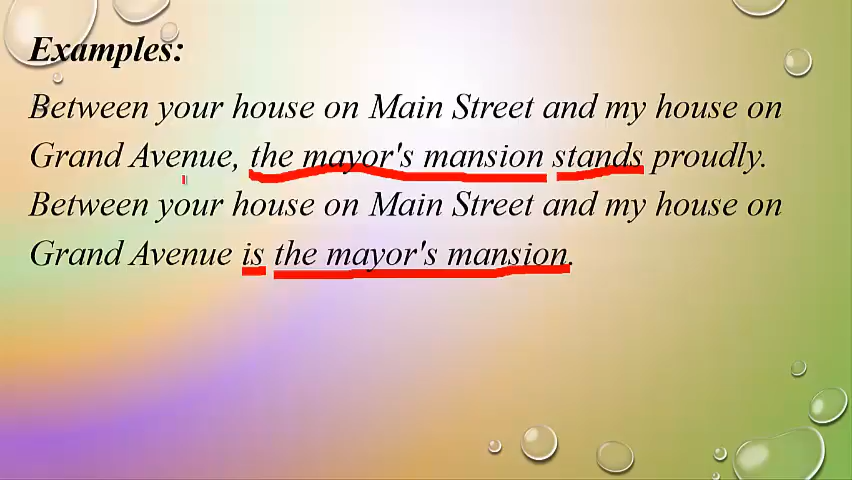 Examples:
Between your house on Main Street and my house on
Grand Avenue, the mayor's mansion stands proudly.
Between your house on Main Street and my house on
Grand Avenue is the mayor's mansion.